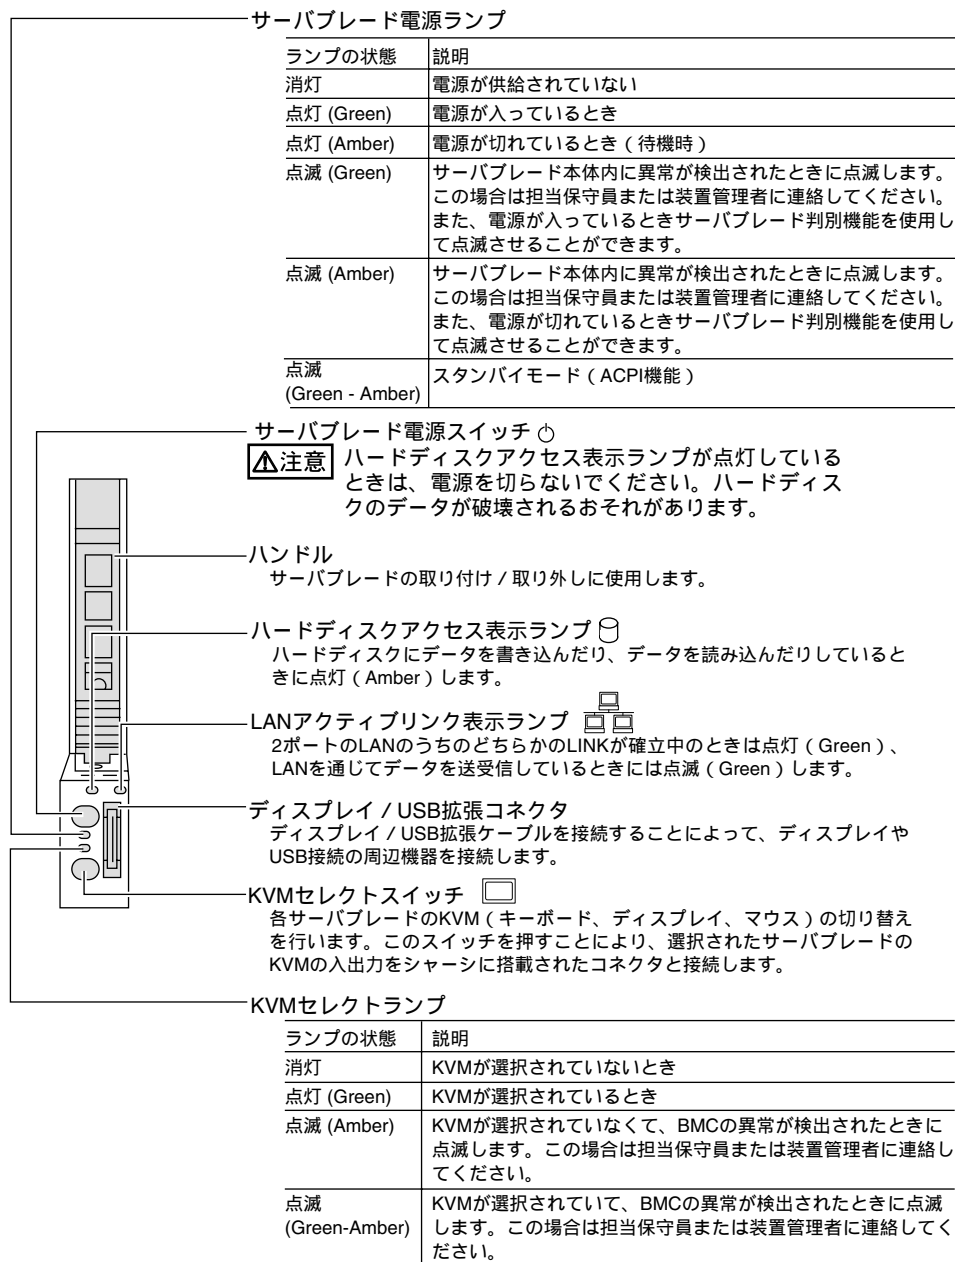 サーバブレード電源ランプ
ランプの状態 説明
消灯 電源が供給されていない
点灯 (Green) 電源が入っているとき
点灯 (Amber) 電源が切れているとき（待機時）
点滅 (Green) サーバブレード本体内に異常が検出されたときに点滅します。
この場合は担当保守員または装置管理者に連絡してください。
また、電源が入っているときサーバブレード判別機能を使用し
て点滅させることができます。
点滅 (Amber) サーバブレード本体内に異常が検出されたときに点滅します。
この場合は担当保守員または装置管理者に連絡してください。
また、電源が切れているときサーバブレード判別機能を使用し
て点滅させることができます。
点滅
(Green - Amber) スタンバイモード（ACPI機能）
サーバブレード電源スイッチ
注意 ハードディスクアクセス表示ランプが点灯している
ときは、電源を切らないでください。ハードディス
クのデータが破壊されるおそれがあります。
ハンドル
サーバブレードの取り付け / 取り外しに使用します。
ハードディスクアクセス表示ランプ
ハードディスクにデータを書き込んだり、データを読み込んだりしていると
きに点灯（Amber）します。
LANアクティブリンク表示ランプ
2ポートのLANのうちのどちらかのLINKが確立中のときは点灯（Green）、
LANを通じてデータを送受信しているときには点滅（Green）します。
ディスプレイ / USB拡張コネクタ
ディスプレイ / USB拡張ケーブルを接続することによって、ディスプレイや
USB接続の周辺機器を接続します。
KVMセレクトスイッチ
各サーバブレードのKVM（キーボード、ディスプレイ、マウス）の切り替え
を行います。このスイッチを押すことにより、選択されたサーバブレードの
KVMの入出力をシャーシに搭載されたコネクタと接続します。
KVMセレクトランプ
ランプの状態 説明
消灯 KVMが選択されていないとき
点灯 (Green) KVMが選択されているとき
点滅 (Amber) KVMが選択されていなくて、BMCの異常が検出されたときに
点滅します。この場合は担当保守員または装置管理者に連絡し
てください。
点滅 KVMが選択されていて、BMCの異常が検出されたときに点滅
(Green-Amber) します。この場合は担当保守員または装置管理者に連絡してく
ださい。